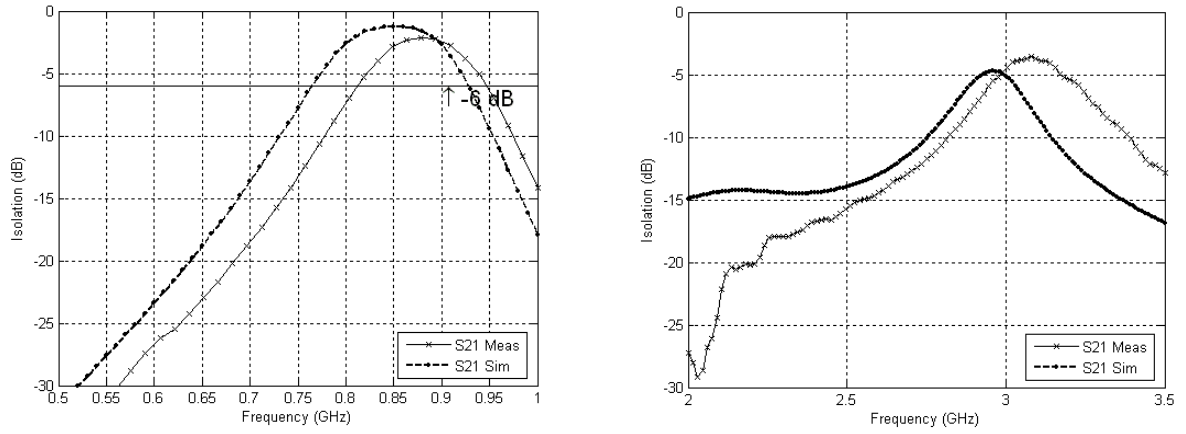 0
-5
-10
-15
-20
-25
-30
Isolation (dB)
↑ -6 dB
S21 Meas
S21 Sim
0.5 0.55 0.6 0.65 0.7 0.75 0.8 0.85 0.9 0.95 1
Frequency (GHz)
0
-5
-10
-15
-20
-25
-30
Isolation (dB)
S21 Meas
S21 Sim
2 2.5 3 3.5
Frequency (GHz)